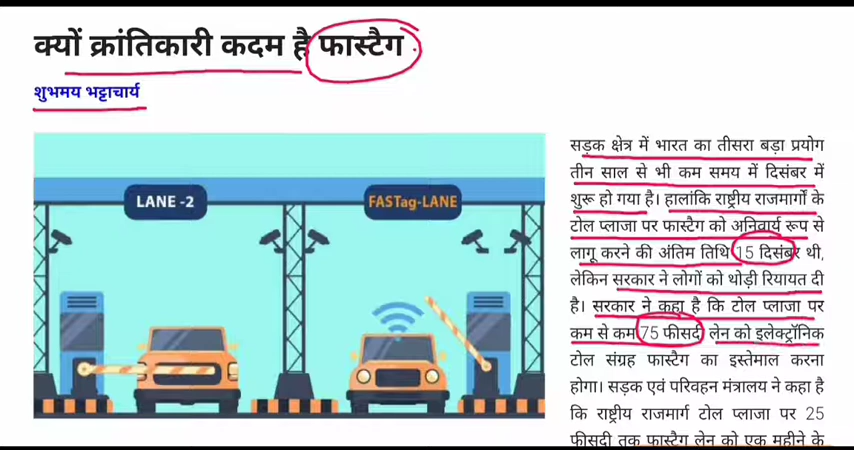 क्यों क्रांतिकारी कदम है फास्टैग
शुभमय भट्टाचार्य
LANE -2
FASTag-LANE
सड़क क्षेत्र में भारत का तीसरा बड़ा प्रयोग
तीन साल से भी कम समय में दिसंबर में
शुरू हो गया है। हालांकि राष्ट्रीय राजमार्गों के
टोल प्लाजा पर फास्टैग को अनिवार्य रूप से
लागू करने की अंतिम तिथि 15 दिसंबर थी,
लेकिन सरकार ने लोगों को थोड़ी रियायत दी
है। सरकार ने कहा है कि टोल प्लाजा पर
कम से कम 75 फीसदी लेन को इलेक्ट्रॉनिक
टोल संग्रह फास्टैग का इस्तेमाल करना
होगा। सड़क एवं परिवहन मंत्रालय ने कहा है
कि राष्ट्रीय राजमार्ग टोल प्लाजा पर 25
फीसदी तक फास्टैग लेन को एक महीने के